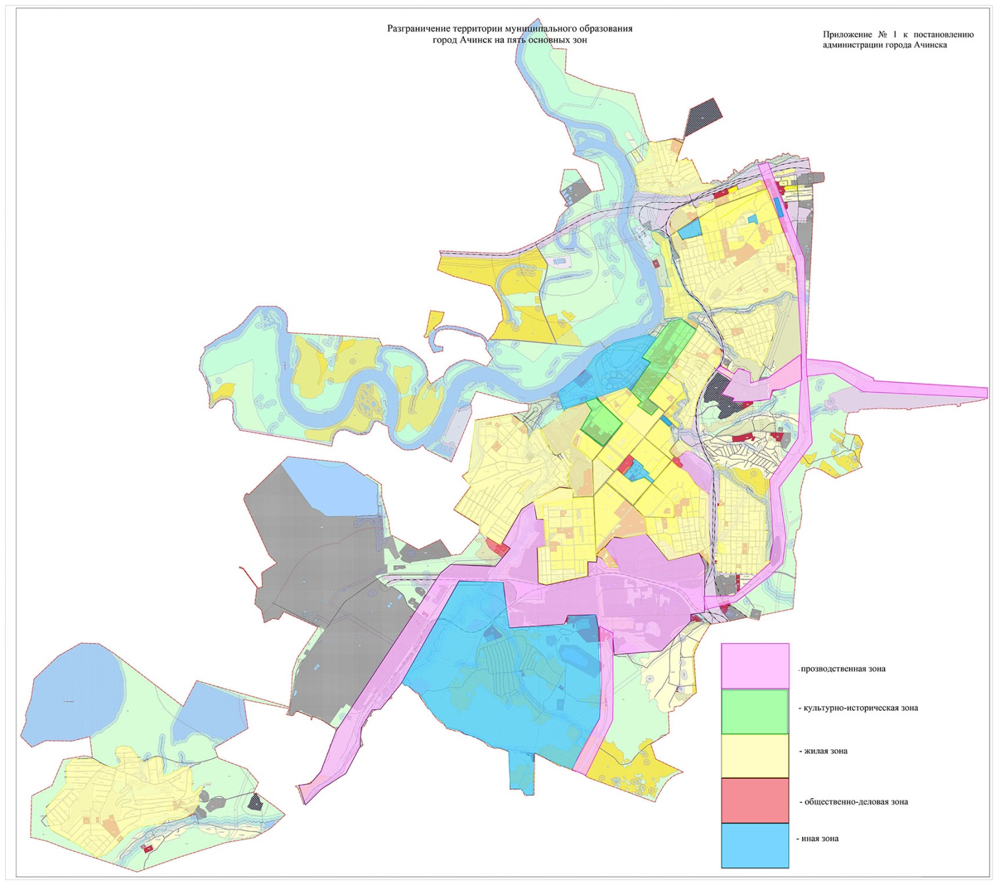 Разграничение территории муниципального образования
город Ачинск на пять основных зон
Приложение № 1 к постановлению
администрации города Ачинска
прозводственная зона
- культурно-историческая зона
- жилая зона
- общественно-деловая зона
- иная зона